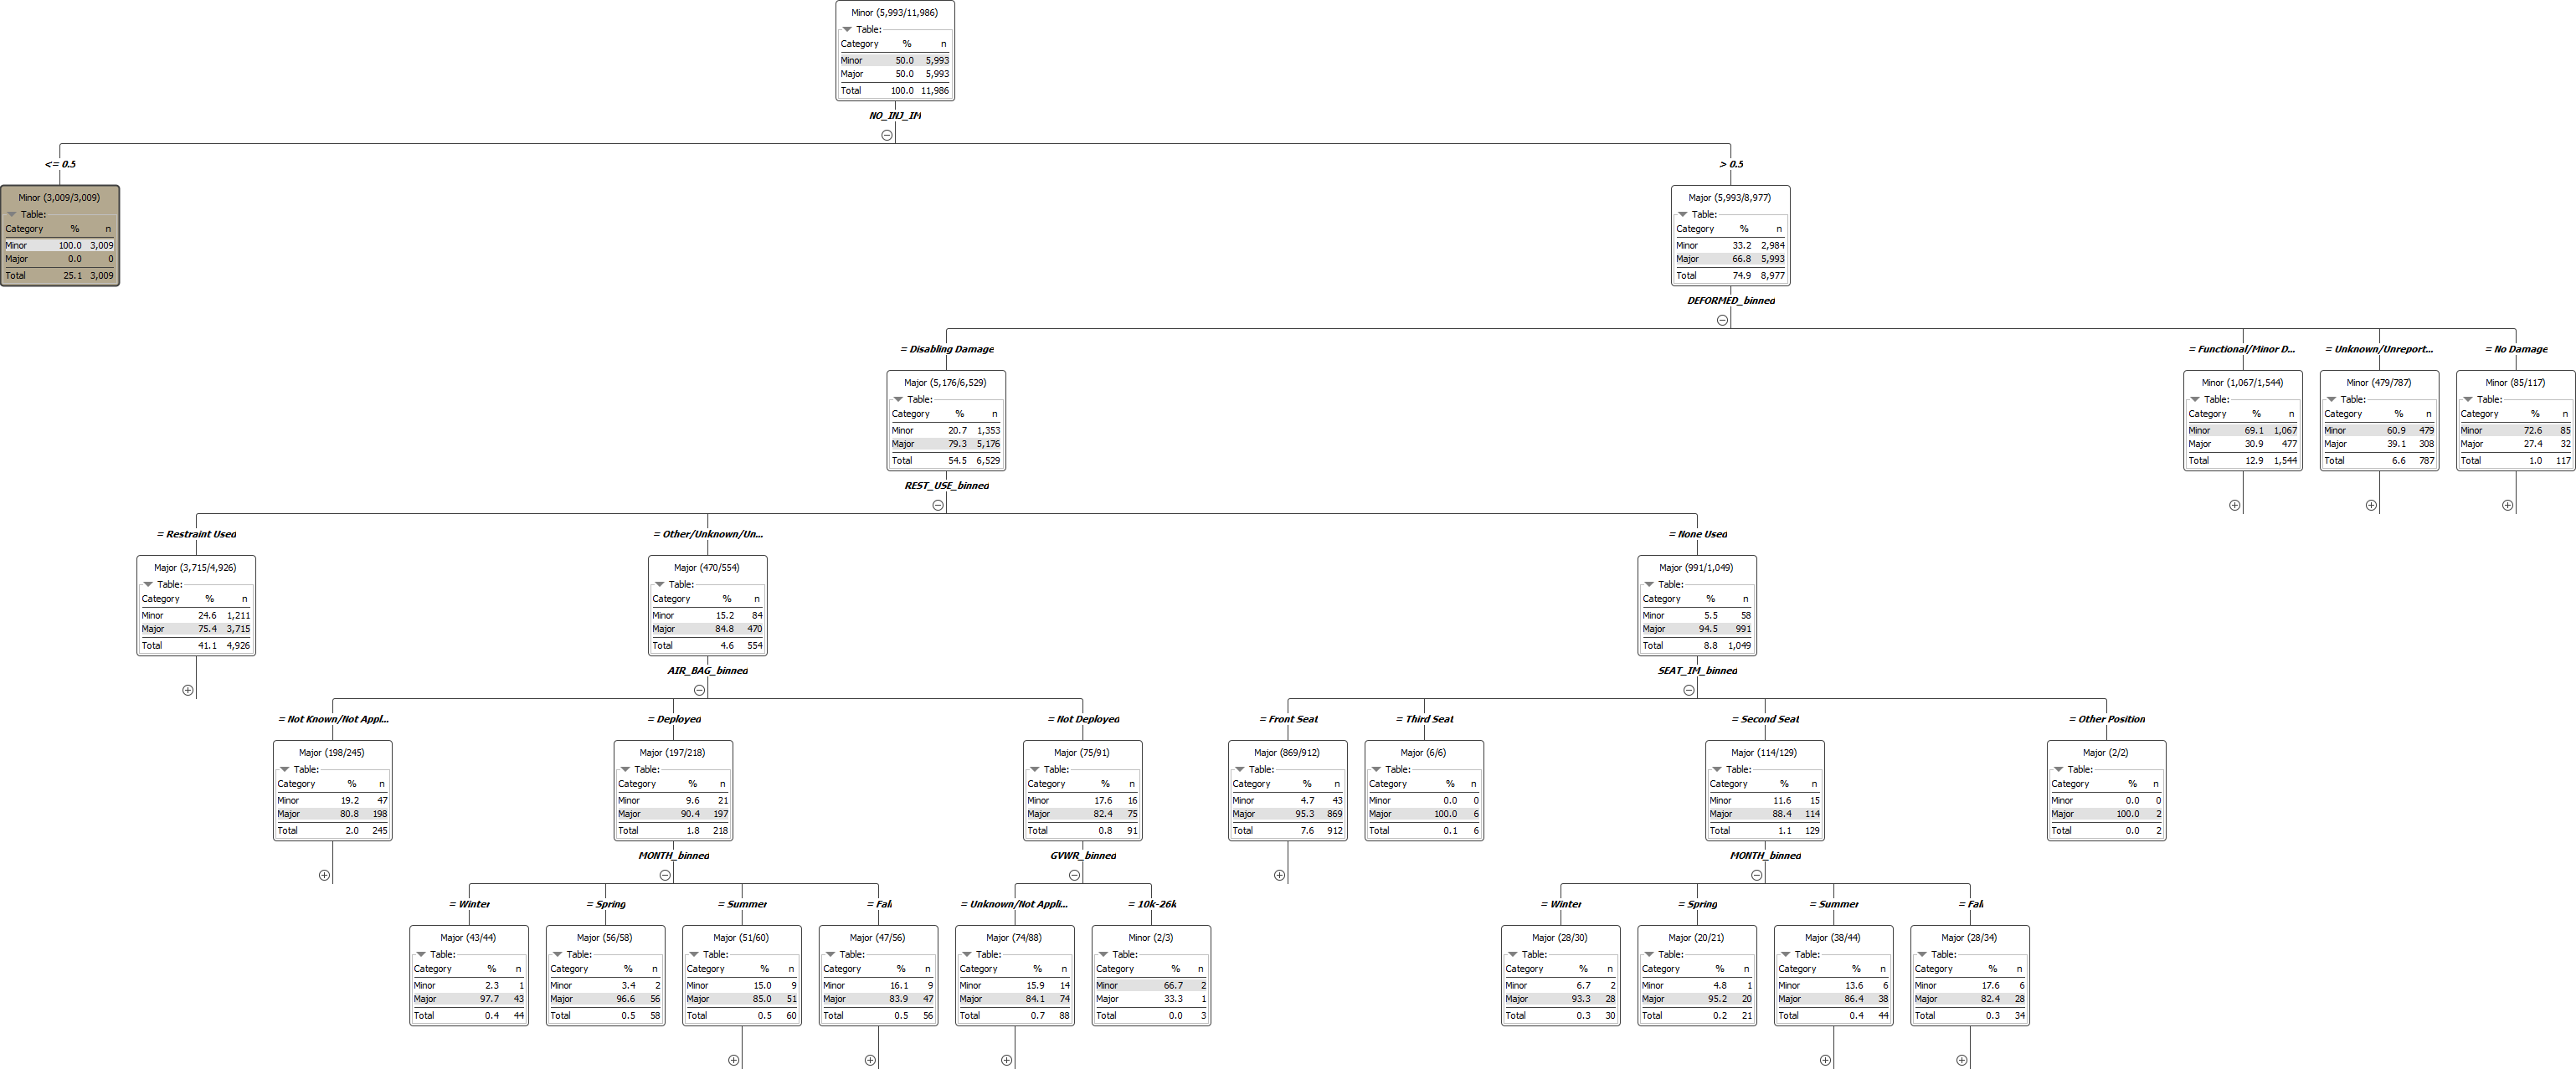 Minor (5,993/11,986)
Table:
Category % n
Minor 50.0 5,993
Major 50.0 5,993
Total 100.0 11,986
NO_INJ_IM
<= 0.5
> 0.5
Minor (3,009/3,009)
Table:
Category % n
Minor 100.0 3,009
Major 0.0 0
Total 25.1 3,009
Major (5,993/8,977)
Table:
Category % n
Minor 33.2 2,984
Major 66.8 5,993
Total 74.9 8,977
DEFORMED_binned
= Disabling Damage
= Functional/Minor D...
= Unknown/Unreport...
= No Damage
Major (5,176/6,529)
Table:
Category % n
Minor 20.7 1,353
Major 79.3 5,176
Total 54.5 6,529
REST_USE_binned
Minor (1,067/1,544)
Table:
Category % n
Minor 69.1 1,067
Major 30.9 477
Total 12.9 1,544
Minor (479/787)
Table:
Category % n
Minor 60.9 479
Major 39.1 308
Total 6.6 787
Minor (85/117)
Table:
Category % n
Minor 72.6 85
Major 27.4 32
Total 1.0 117
= Restraint Used
= Other/Unknown/Un...
= None Used
Major (3,715/4,926)
Table:
Category % n
Minor 24.6 1,211
Major 75.4 3,715
Total 41.1 4,926
Major (470/554)
Table:
Category % n
Minor 15.2 84
Major 84.8 470
Total 4.6 554
AIR_BAG_binned
Major (991/1,049)
Table:
Category % n
Minor 5.5 58
Major 94.5 991
Total 8.8 1,049
SEAT_IM_binned
= Not Known/Not Appl...
= Deployed
= Not Deployed
= Front Seat
= Third Seat
= Second Seat
= Other Position
Major (198/245)
Table:
Category % n
Minor 19.2 47
Major 80.8 198
Total 2.0 245
Major (197/218)
Table:
Category % n
Minor 9.6 21
Major 90.4 197
Total 1.8 218
MONTH_binned
Major (75/91)
Table:
Category % n
Minor 17.6 16
Major 82.4 75
Total 0.8 91
GVWR_binned
Major (869/912)
Table:
Category % n
Minor 4.7 43
Major 95.3 869
Total 7.6 912
Major (6/6)
Table:
Category % n
Minor 0.0 0
Major 100.0 6
Total 0.1 6
Major (114/129)
Table:
Category % n
Minor 11.6 15
Major 88.4 114
Total 1.1 129
MONTH_binned
Major (2/2)
Table:
Category % n
Minor 0.0 0
Major 100.0 2
Total 0.0 2
= Winter
= Spring
= Summer
= Fall
= Unknown/Not Appli...
= 10k-26k
= Winter
= Spring
= Summer
= Fall
Major (43/44)
Table:
Category % n
Minor 2.3 1
Major 97.7 43
Total 0.4 44
Major (56/58)
Table:
Category % n
Minor 3.4 2
Major 96.6 56
Total 0.5 58
Major (51/60)
Table:
Category % n
Minor 15.0 9
Major 85.0 51
Total 0.5 60
Major (47/56)
Table:
Category % n
Minor 16.1 9
Major 83.9 47
Total 0.5 56
Major (74/88)
Table:
Category % n
Minor 15.9 14
Major 84.1 74
Total 0.7 88
Minor (2/3)
Table:
Category % n
Minor 66.7 2
Major 33.3 1
Total 0.0 3
Major (28/30)
Table:
Category % n
Minor 6.7 2
Major 93.3 28
Total 0.3 30
Major (20/21)
Table:
Category % n
Minor 4.8 1
Major 95.2 20
Total 0.2 21
Major (38/44)
Table:
Category % n
Minor 13.6 6
Major 86.4 38
Total 0.4 44
Major (28/34)
Table:
Category % n
Minor 17.6 6
Major 82.4 28
Total 0.3 34